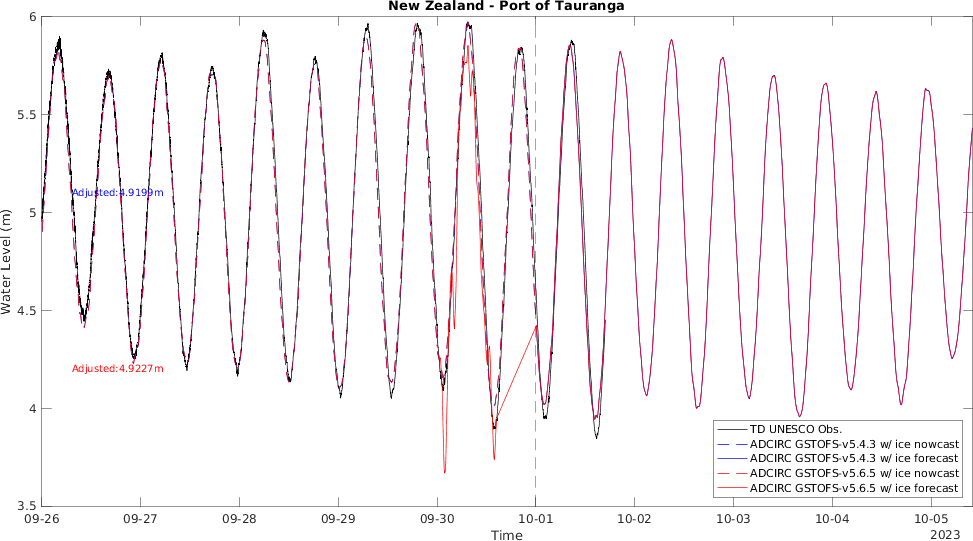 New Zealand - Port of Tauranga
6
5.5
5
4.5
4
3.5
Water Level (m)
Adjusted:4.9199m
Adjusted:4.9227m
TD UNESCO Obs.
ADCIRC GSTOFS-v5.4.3 w/ ice nowcast
ADCIRC GSTOFS-v5.4.3 w/ ice forecast
ADCIRC GSTOFS-v5.6.5 w/ ice nowcast
ADCIRC GSTOFS-v5.6.5 w/ ice forecast
09-26 09-27 09-28 09-29 09-30 10-01 10-02 10-03 10-04 10-05
Time
2023